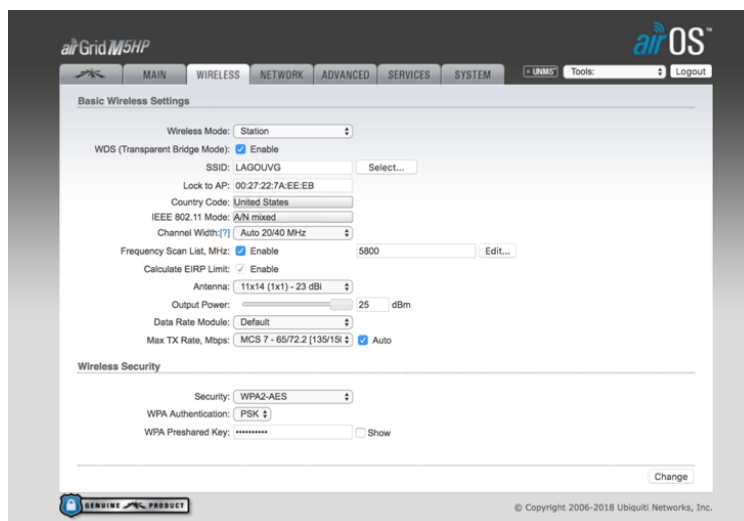 airGrid M5HP
airOS™
MAIN WIRELESS NETWORK ADVANCED SERVICES SYSTEM UNMS™ Tools: Logout
Basic Wireless Settings
Wireless Mode: Station
WDS (Transparent Bridge Mode): Enable
SSID: LAGOUVG Select...
Lock to AP: 00:27:22:7A:EE:EB
Country Code: United States
IEEE 802.11 Mode: A/N mixed
Channel Width:[?] Auto 20/40 MHz
Frequency Scan List, MHz: Enable 5800 Edit...
Calculate EIRP Limit: Enable
Antenna: 11x14 (1x1) - 23 dBi
Output Power: 25 dBm
Data Rate Module: Default
Max TX Rate, Mbps: MCS 7 - 65/72.2 [135/150 Auto
Wireless Security
Security: WPA2-AES
WPA Authentication: PSK
WPA Preshared Key: •••••••••• Show
Change
GENUINE PRODUCT
© Copyright 2006-2018 Ubiquiti Networks, Inc.